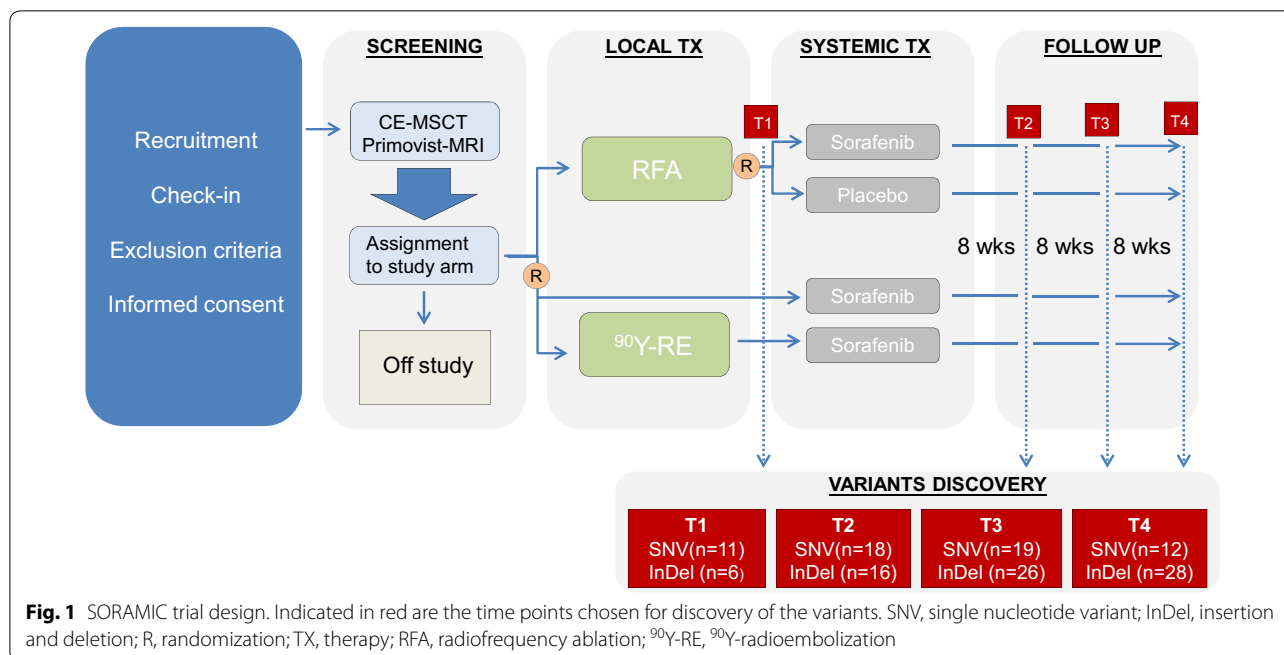 Recruitment
Check-in
Exclusion criteria
Informed consent
SCREENING
CE-MSCT
Primovist-MRI
Assignment
to study arm
Off study
R
LOCAL TX
RFA
⁹⁰Y-RE
T1
R
SYSTEMIC TX
Sorafenib
Placebo
Sorafenib
Sorafenib
FOLLOW UP
T2
T3
T4
8 wks
8 wks
8 wks
VARIANTS DISCOVERY
T1
SNV(n=11)
InDel (n=6)
T2
SNV(n=18)
InDel (n=16)
T3
SNV(n=19)
InDel (n=26)
T4
SNV(n=12)
InDel (n=28)
Fig. 1 SORAMIC trial design. Indicated in red are the time points chosen for discovery of the variants. SNV, single nucleotide variant; InDel, insertion
and deletion; R, randomization; TX, therapy; RFA, radiofrequency ablation; ⁹⁰Y-RE, ⁹⁰Y-radioembolization